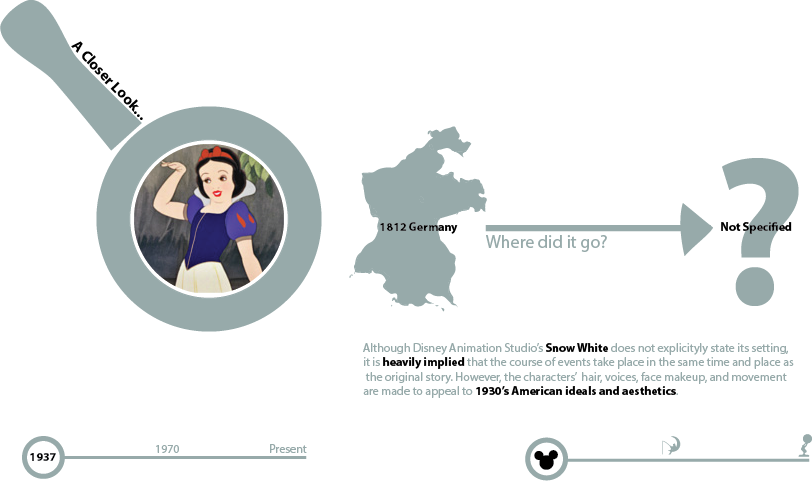 A Closer Look...
1812 Germany
Where did it go?
Not Specified
Although Disney Animation Studio's Snow White does not explicityly state its setting,
it is heavily implied that the course of events take place in the same time and place as
the original story. However, the characters' hair, voices, face makeup, and movement
are made to appeal to 1930's American ideals and aesthetics.
1937
1970
Present